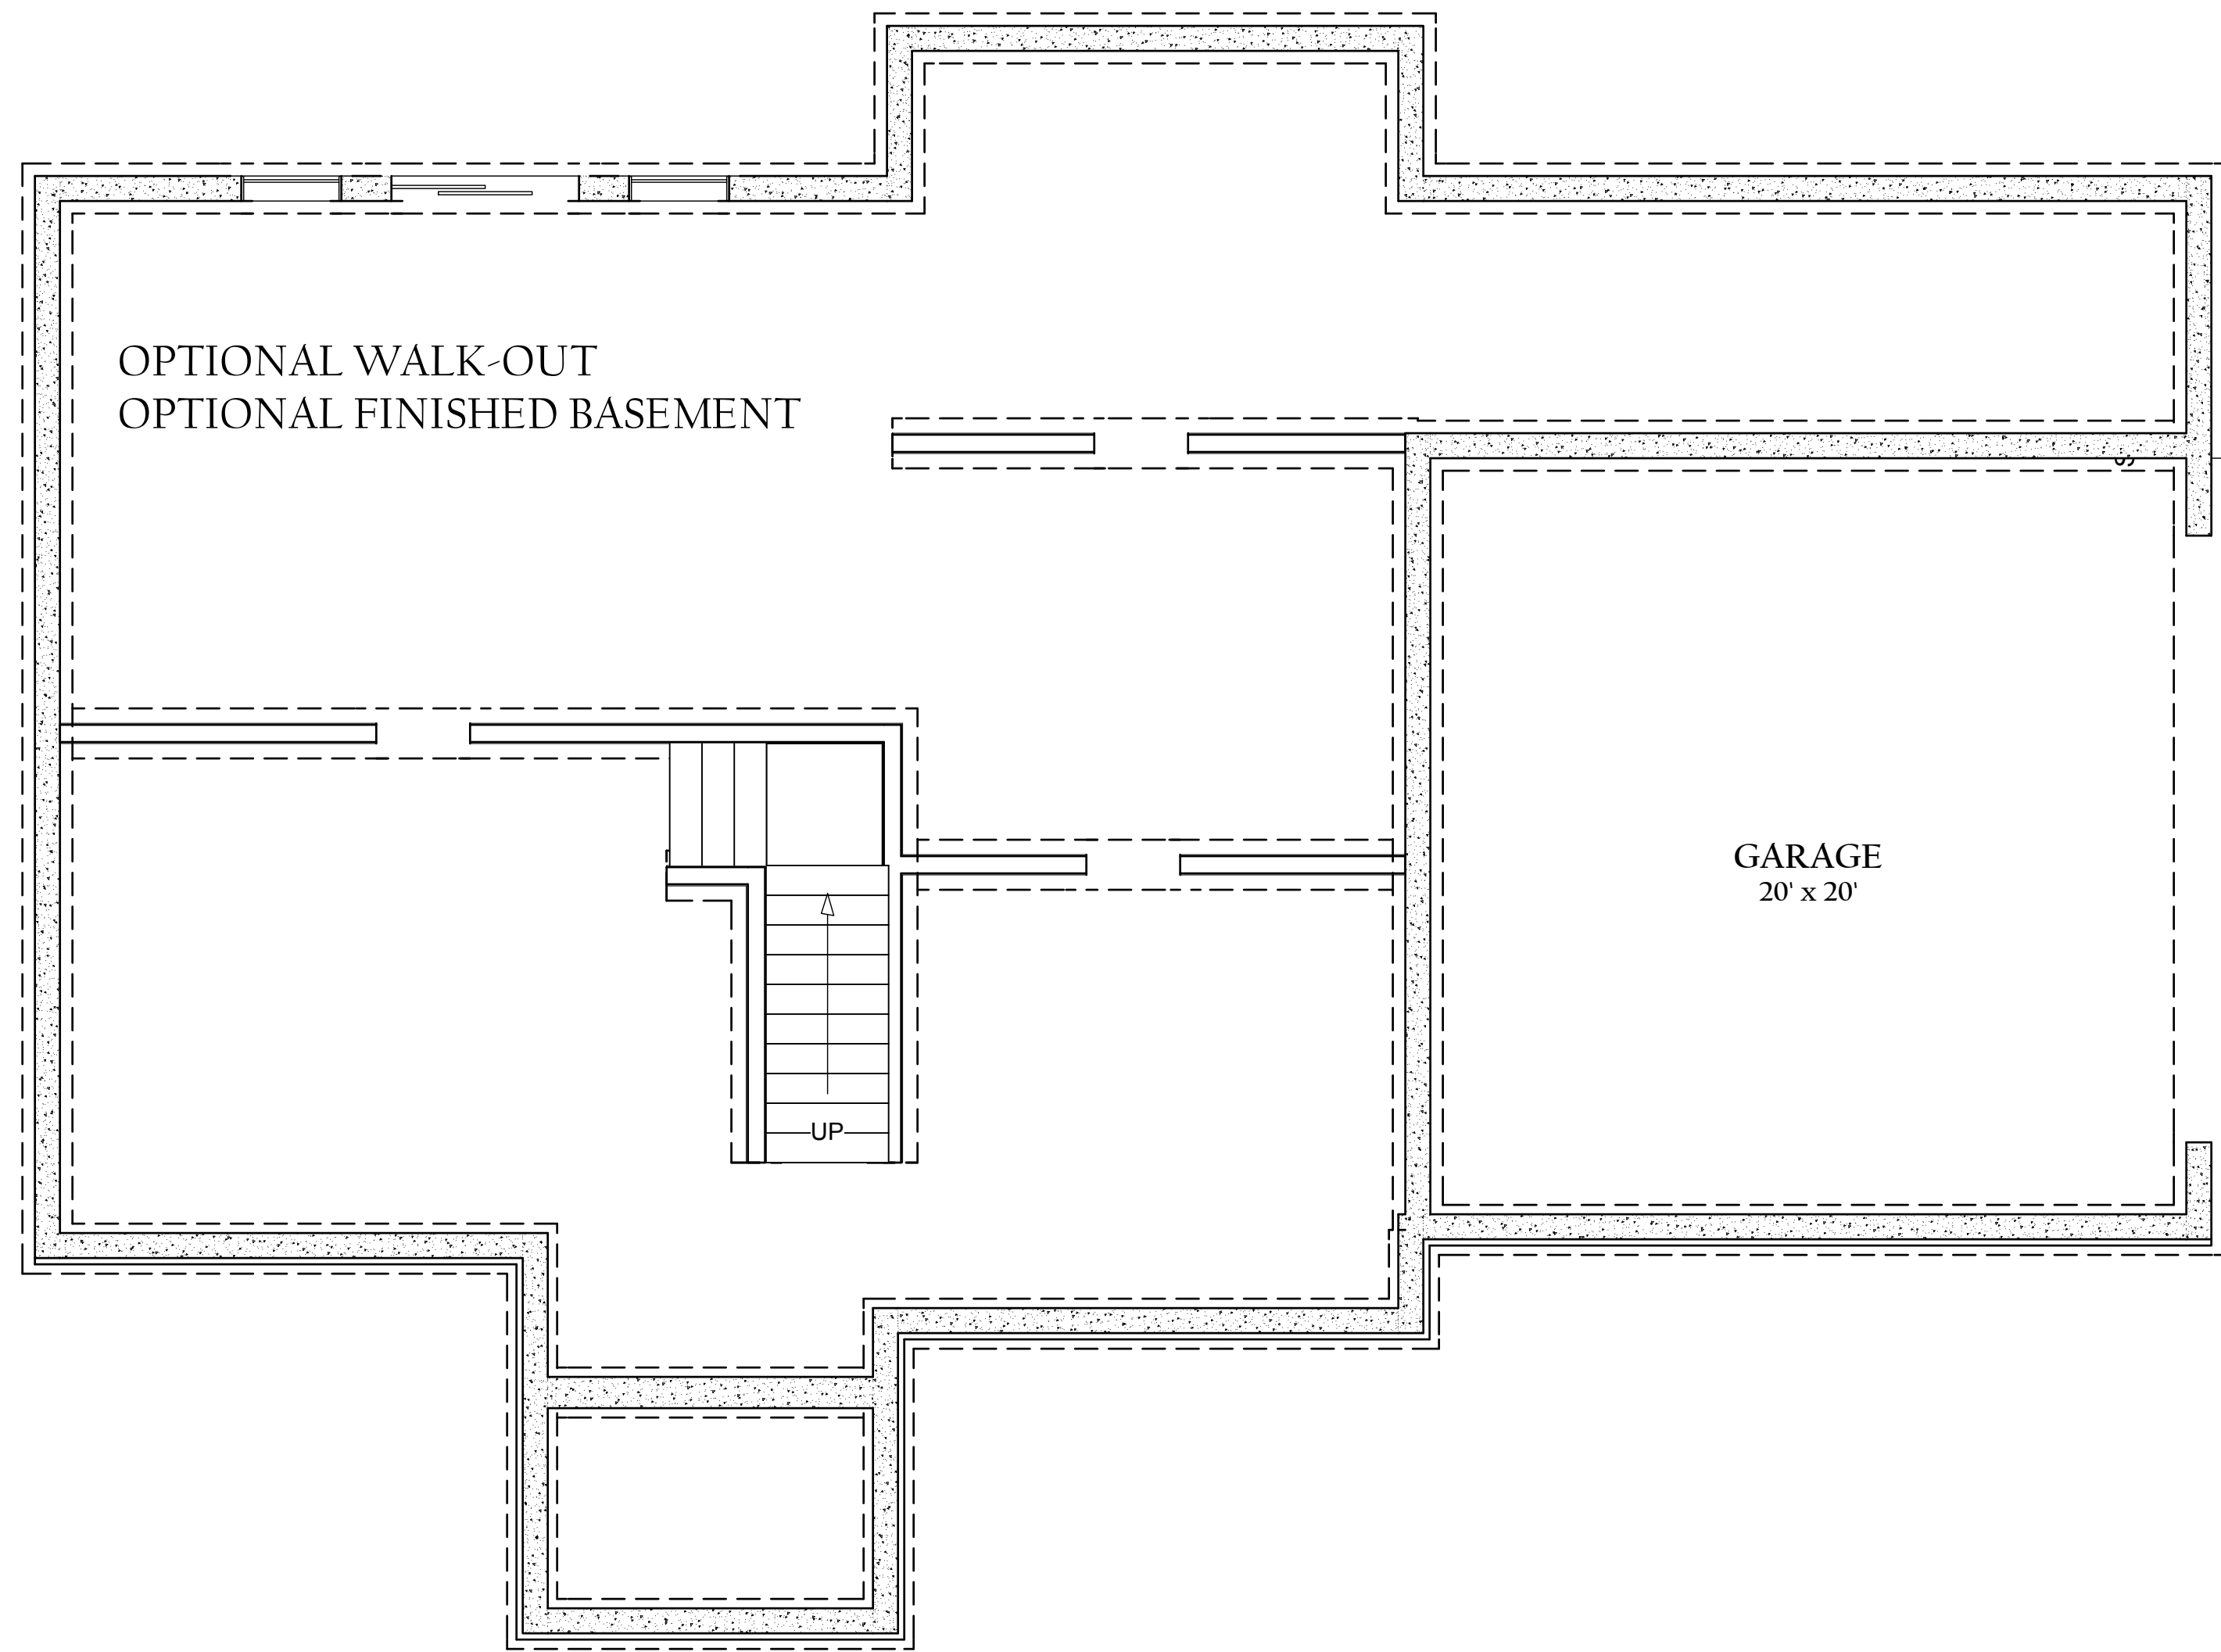 OPTIONAL WALK-OUT
OPTIONAL FINISHED BASEMENT
GARAGE
20' x 20'
UP